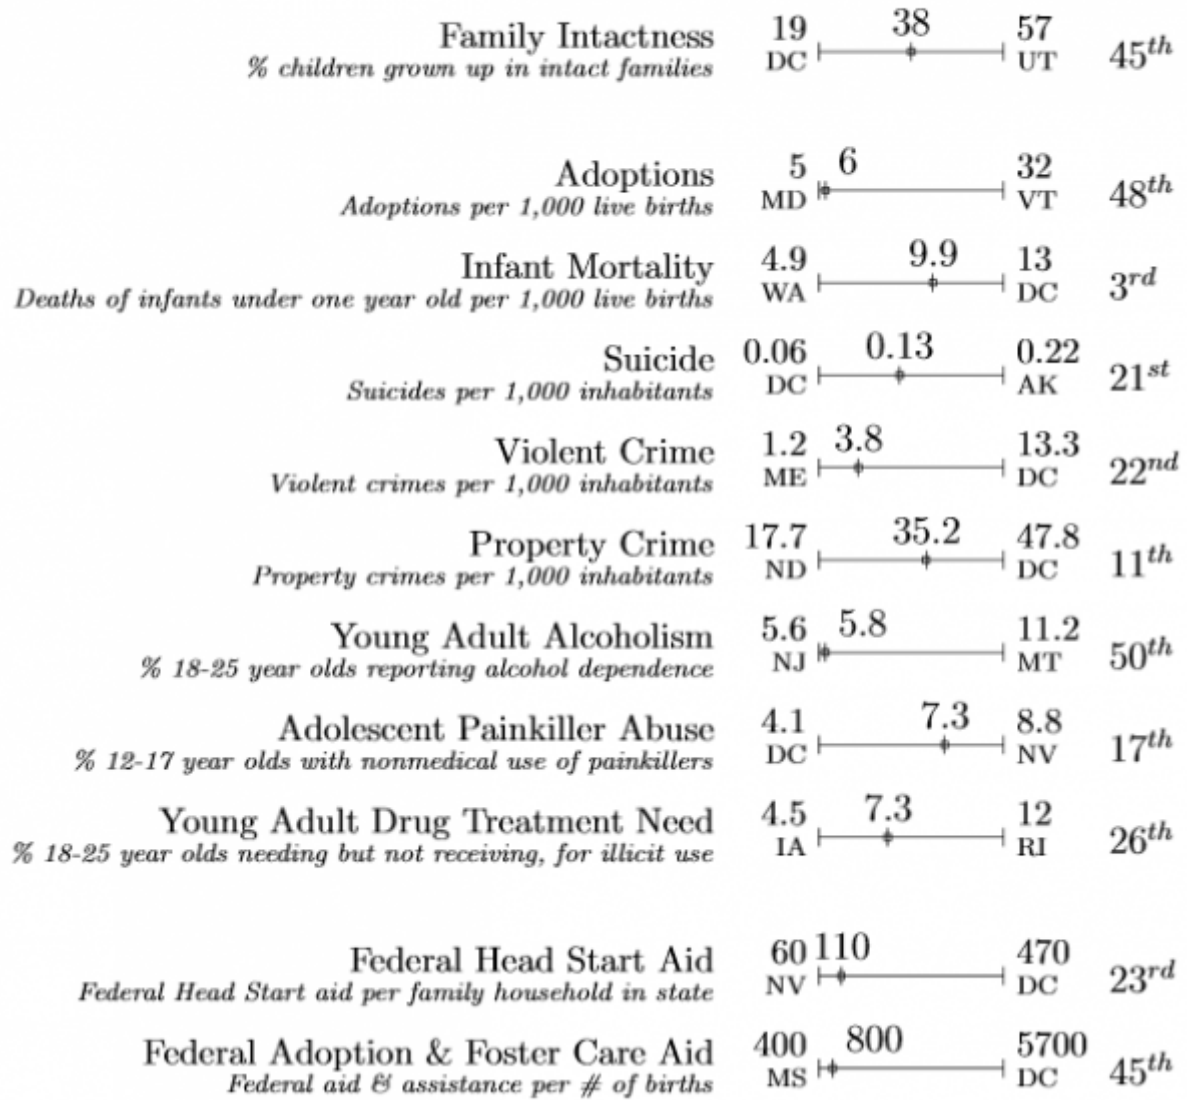 Family Intactness 19 38 57 45th
% children grown up in intact families DC UT
Adoptions 5 6 32 48th
Adoptions per 1,000 live births MD VT
Infant Mortality 4.9 9.9 13 3rd
Deaths of infants under one year old per 1,000 live births WA DC
Suicide 0.06 0.13 0.22 21st
Suicides per 1,000 inhabitants DC AK
Violent Crime 1.2 3.8 13.3 22nd
Violent crimes per 1,000 inhabitants ME DC
Property Crime 17.7 35.2 47.8 11th
Property crimes per 1,000 inhabitants ND DC
Young Adult Alcoholism 5.6 5.8 11.2 50th
% 18-25 year olds reporting alcohol dependence NJ MT
Adolescent Painkiller Abuse 4.1 7.3 8.8 17th
% 12-17 year olds with nonmedical use of painkillers DC NV
Young Adult Drug Treatment Need 4.5 7.3 12 26th
% 18-25 year olds needing but not receiving, for illicit use IA RI
Federal Head Start Aid 60 110 470 23rd
Federal Head Start aid per family household in state NV DC
Federal Adoption & Foster Care Aid 400 800 5700 45th
Federal aid & assistance per # of births MS DC